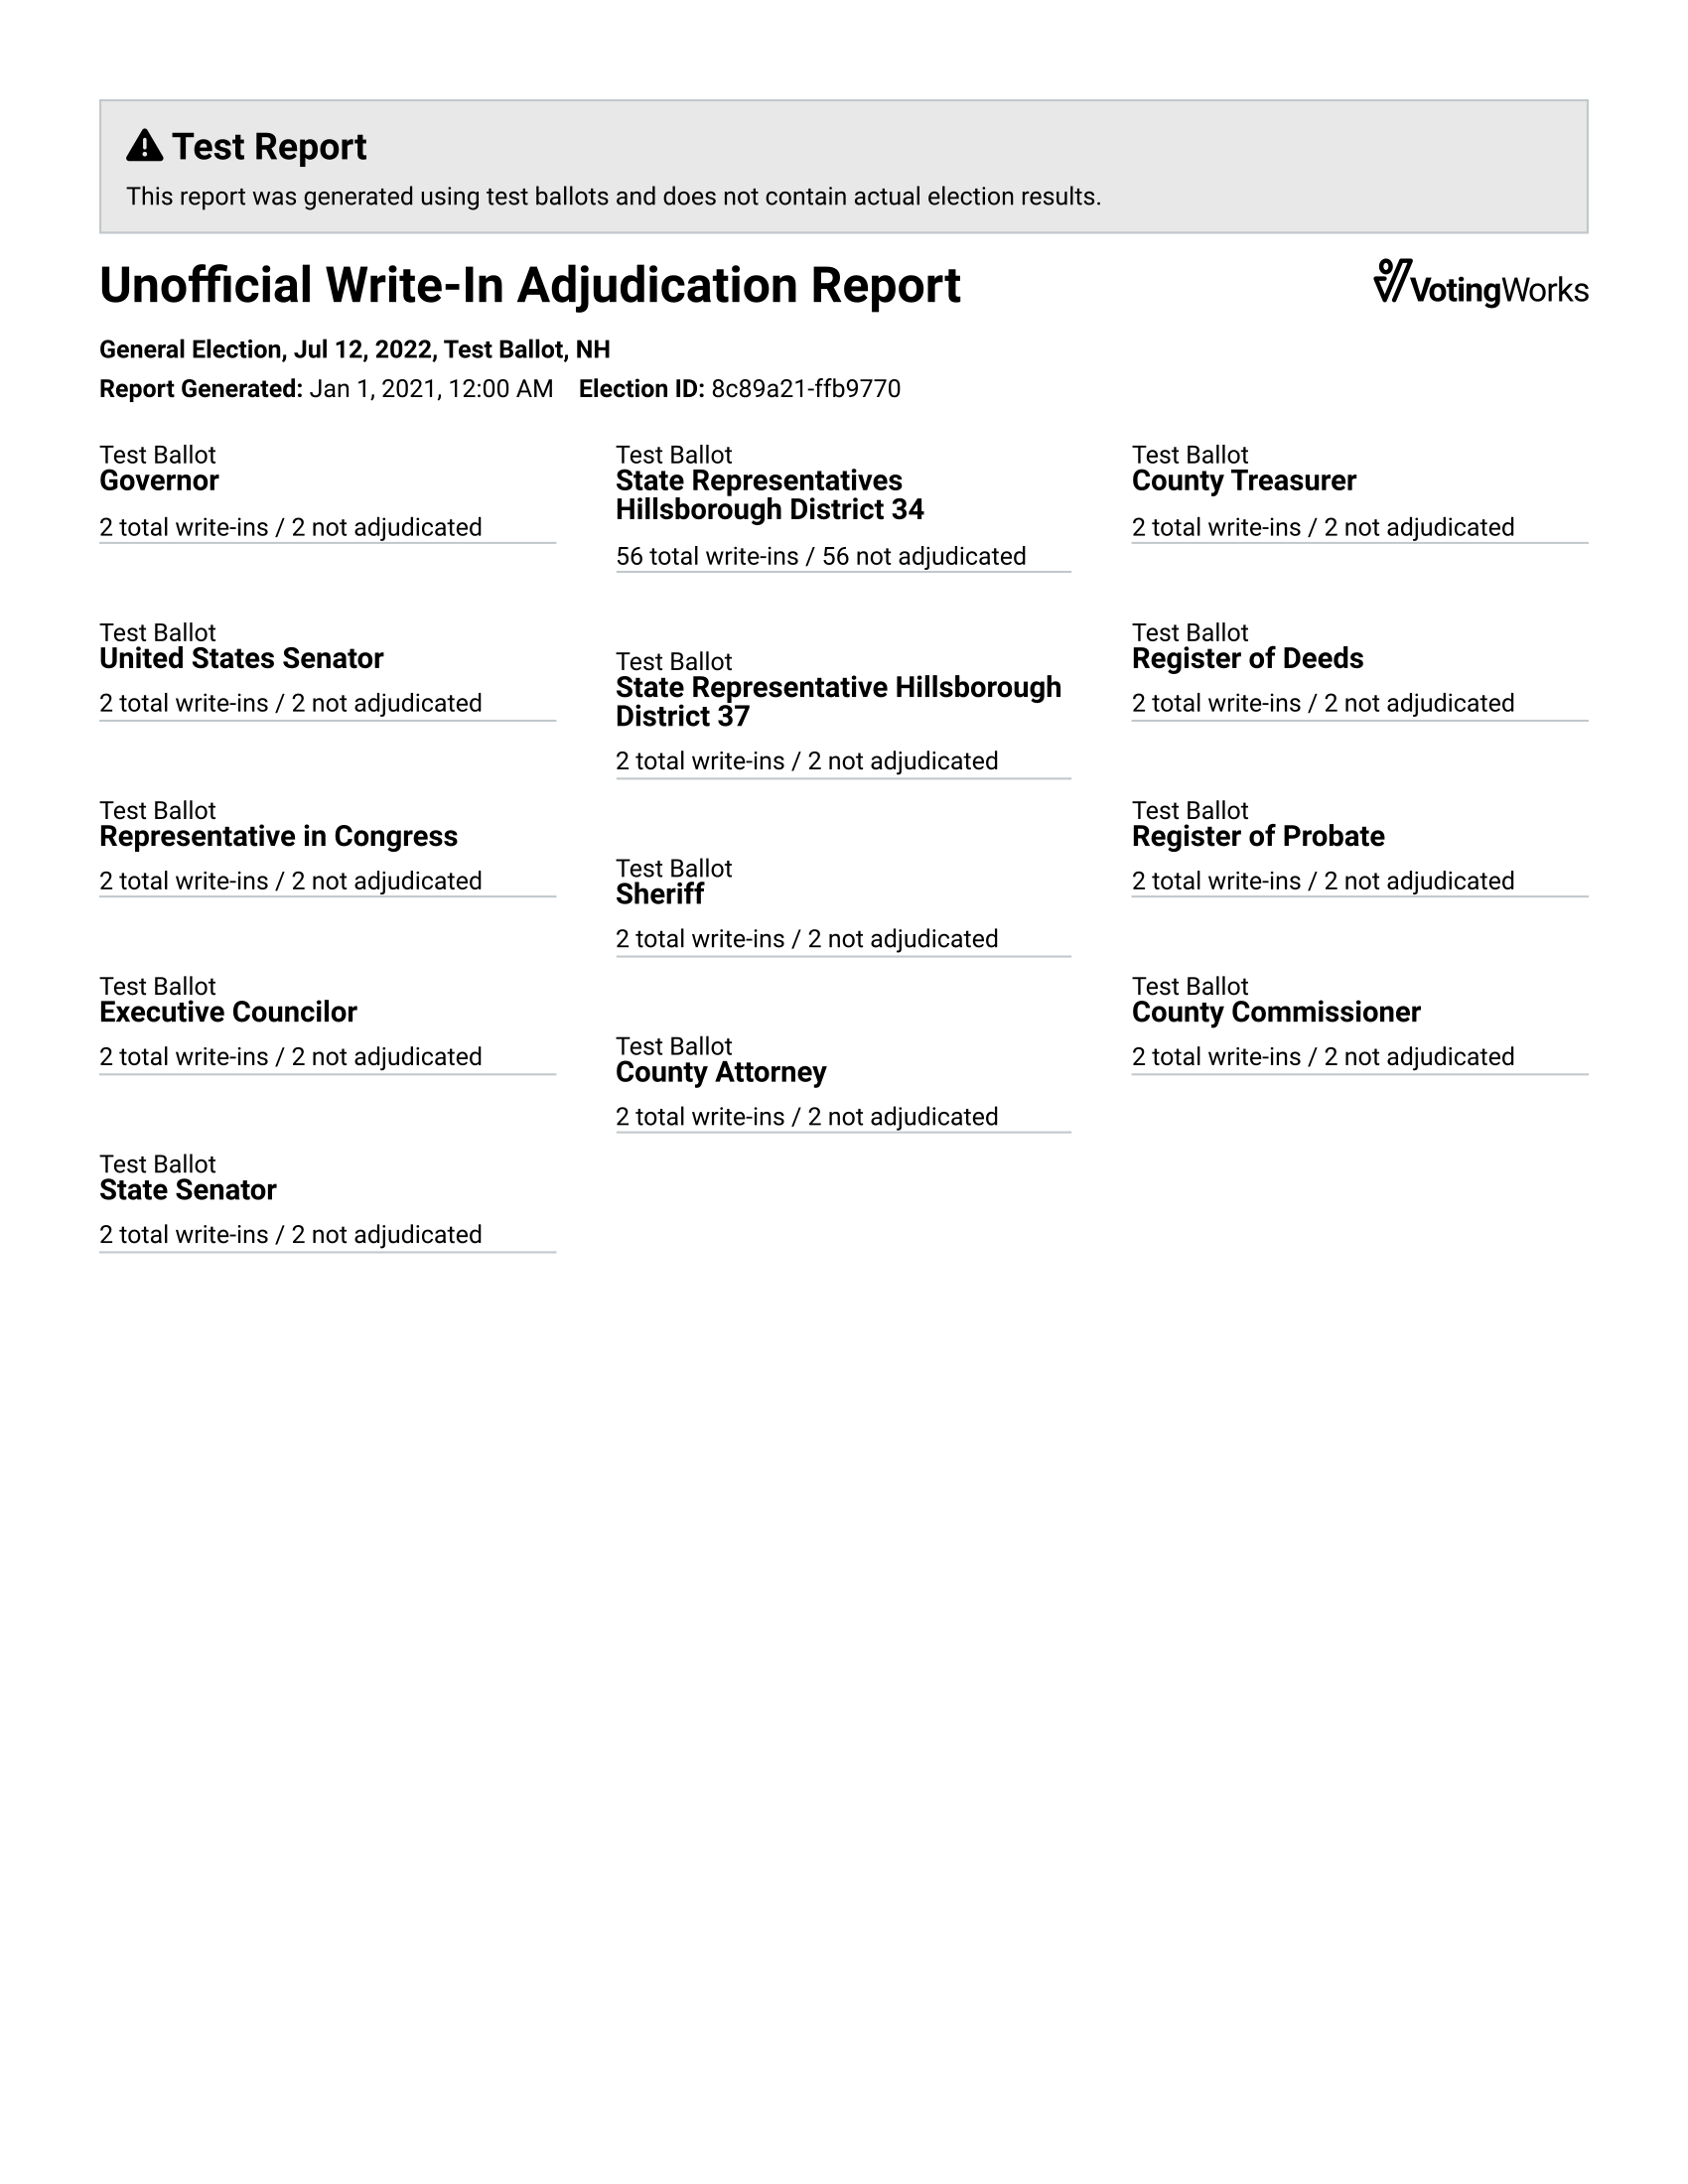 Test Report
This report was generated using test ballots and does not contain actual election results.
Unofficial Write-In Adjudication Report
VotingWorks
General Election, Jul 12, 2022, Test Ballot, NH
Report Generated: Jan 1, 2021, 12:00 AM Election ID: 8c89a21-ffb9770
Test Ballot
Governor
2 total write-ins / 2 not adjudicated
Test Ballot
United States Senator
2 total write-ins / 2 not adjudicated
Test Ballot
Representative in Congress
2 total write-ins / 2 not adjudicated
Test Ballot
Executive Councilor
2 total write-ins / 2 not adjudicated
Test Ballot
State Senator
2 total write-ins / 2 not adjudicated
Test Ballot
State Representatives
Hillsborough District 34
56 total write-ins / 56 not adjudicated
Test Ballot
State Representative Hillsborough
District 37
2 total write-ins / 2 not adjudicated
Test Ballot
Sheriff
2 total write-ins / 2 not adjudicated
Test Ballot
County Attorney
2 total write-ins / 2 not adjudicated
Test Ballot
County Treasurer
2 total write-ins / 2 not adjudicated
Test Ballot
Register of Deeds
2 total write-ins / 2 not adjudicated
Test Ballot
Register of Probate
2 total write-ins / 2 not adjudicated
Test Ballot
County Commissioner
2 total write-ins / 2 not adjudicated